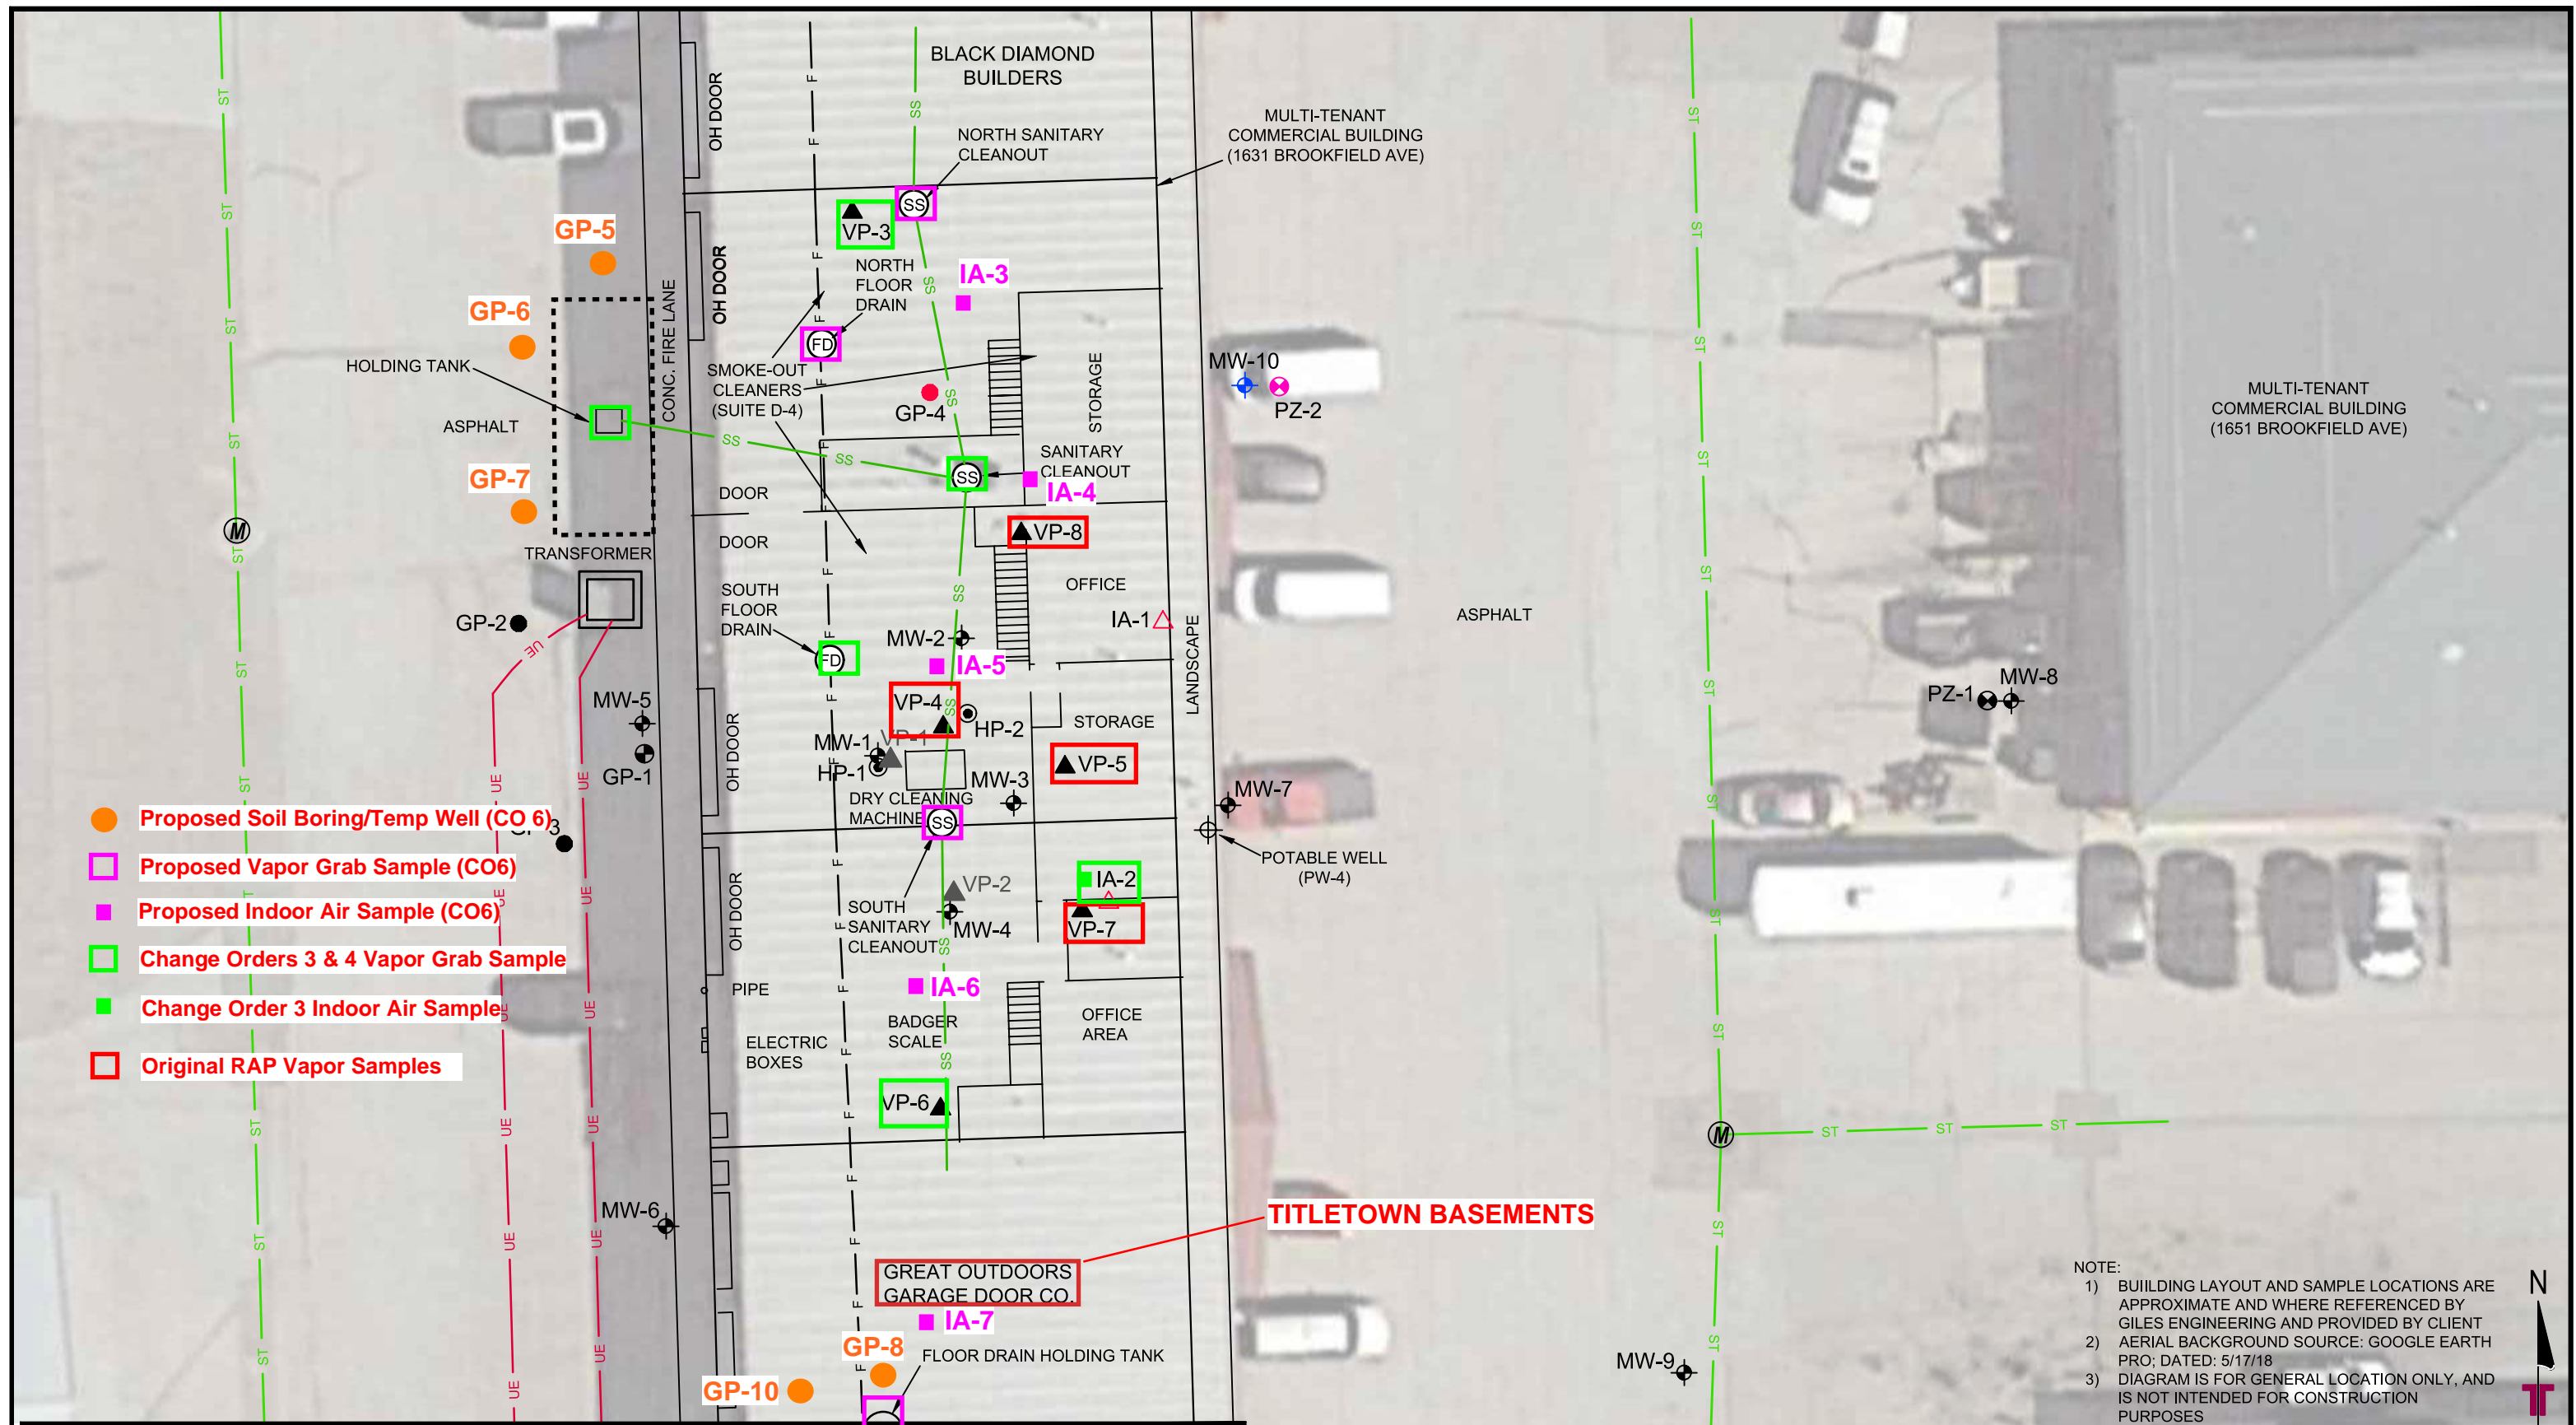 BLACK DIAMOND
BUILDERS
OH DOOR
NORTH SANITARY
CLEANOUT
MULTI-TENANT
COMMERCIAL BUILDING
(1631 BROOKFIELD AVE)
SS
VP-3
GP-5
OH DOOR
NORTH
FLOOR
DRAIN
IA-3
GP-6
CONC. FIRE LANE
FD
HOLDING TANK
SMOKE-OUT
CLEANERS
(SUITE D-4)
GP-4
STORAGE
MW-10
PZ-2
MULTI-TENANT
COMMERCIAL BUILDING
(1651 BROOKFIELD AVE)
ASPHALT
SS
SS
SANITARY
CLEANOUT
SS
IA-4
GP-7
DOOR
M
VP-8
DOOR
TRANSFORMER
SOUTH
FLOOR
DRAIN
OFFICE
IA-1
ASPHALT
GP-2
UE
MW-2
FD
IA-5
LANDSCAPE
MW-5
VP-4
HP-2
STORAGE
PZ-1
MW-8
MW-1
VP-1
HP-1
GP-1
OH DOOR
VP-5
MW-3
DRY CLEANING
MACHINE
SS
MW-7
POTABLE WELL
(PW-4)
Proposed Soil Boring/Temp Well (CO 6)
Proposed Vapor Grab Sample (CO6)
Proposed Indoor Air Sample (CO6)
Change Orders 3 & 4 Vapor Grab Sample
Change Order 3 Indoor Air Sample
Original RAP Vapor Samples
OH DOOR
VP-2
IA-2
SOUTH
SANITARY
CLEANOUT
MW-4
VP-7
PIPE
IA-6
BADGER
SCALE
OFFICE
AREA
ELECTRIC
BOXES
VP-6
M
ST
ST
ST
MW-6
TITLETOWN BASEMENTS
GREAT OUTDOORS
GARAGE DOOR CO.
IA-7
GP-8
FLOOR DRAIN HOLDING TANK
GP-10
MW-9
NOTE:
1) BUIILDING LAYOUT AND SAMPLE LOCATIONS ARE
APPROXIMATE AND WHERE REFERENCED BY
GILES ENGINEERING AND PROVIDED BY CLIENT
2) AERIAL BACKGROUND SOURCE: GOOGLE EARTH
PRO; DATED: 5/17/18
3) DIAGRAM IS FOR GENERAL LOCATION ONLY, AND
IS NOT INTENDED FOR CONSTRUCTION
PURPOSES
N